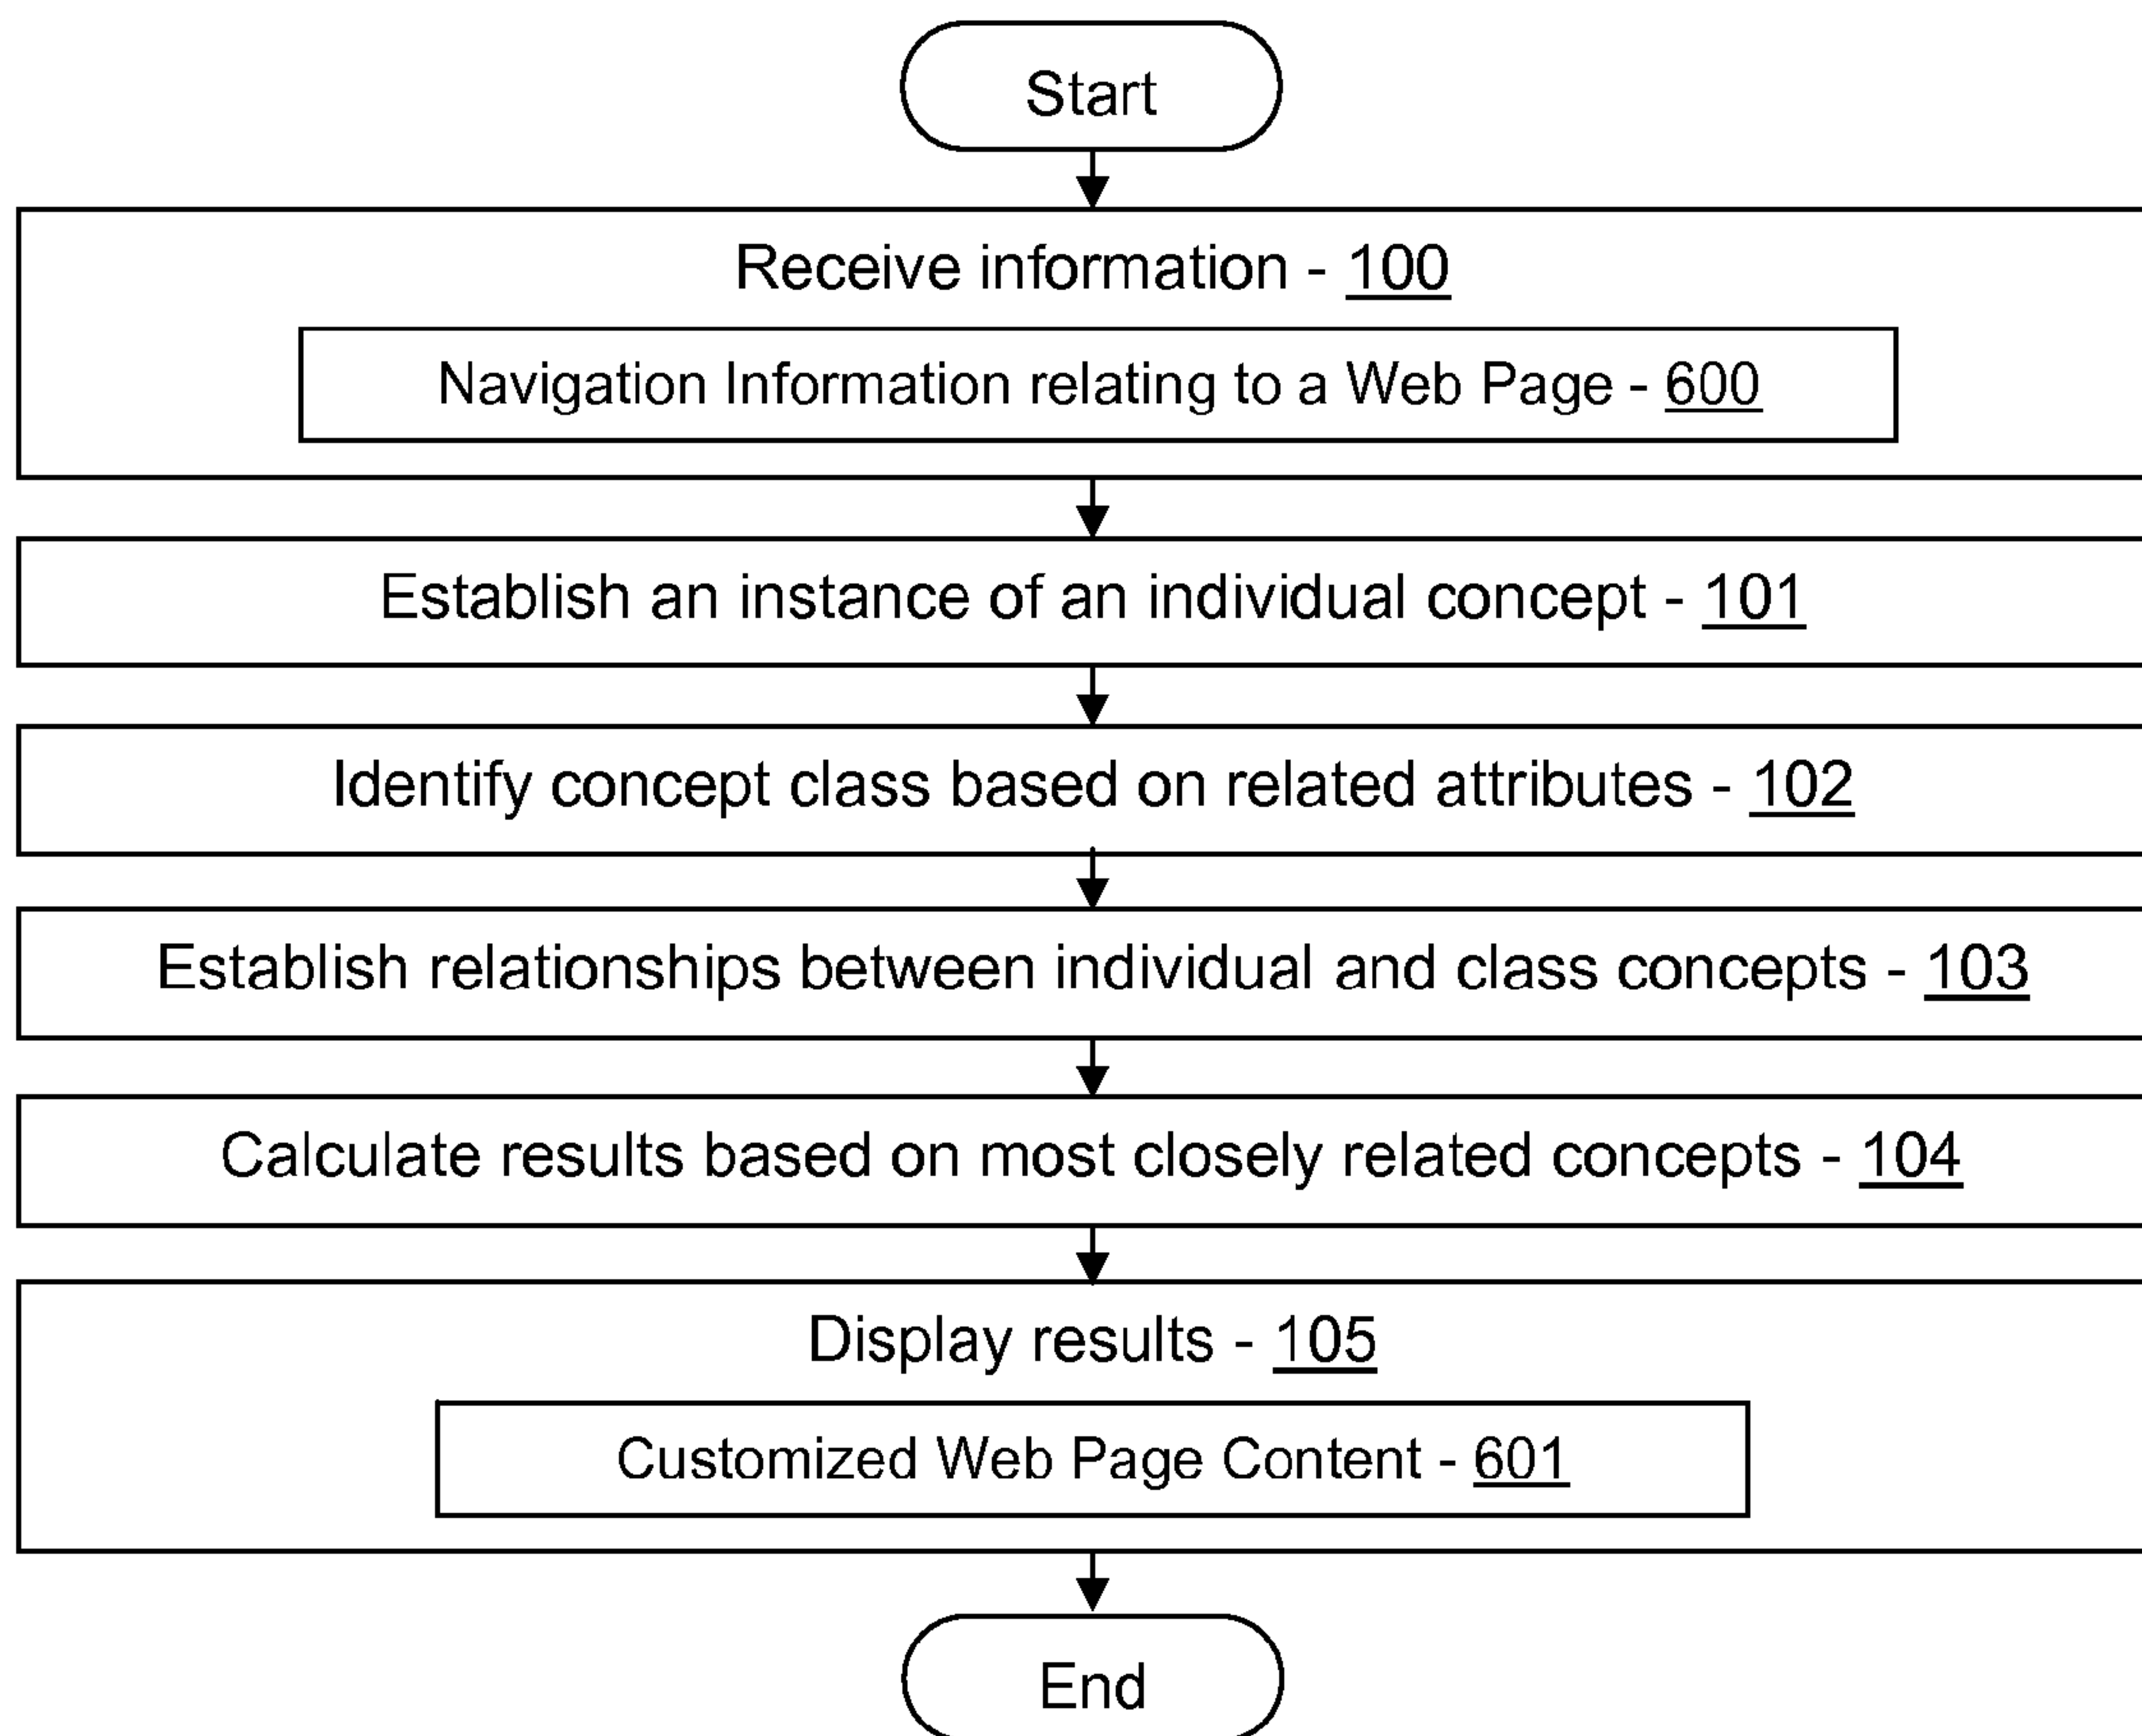 Start
Receive information - 100
Navigation Information relating to a Web Page - 600
Establish an instance of an individual concept - 101
Identify concept class based on related attributes - 102
Establish relationships between individual and class concepts - 103
Calculate results based on most closely related concepts - 104
Display results - 105
Customized Web Page Content - 601
End